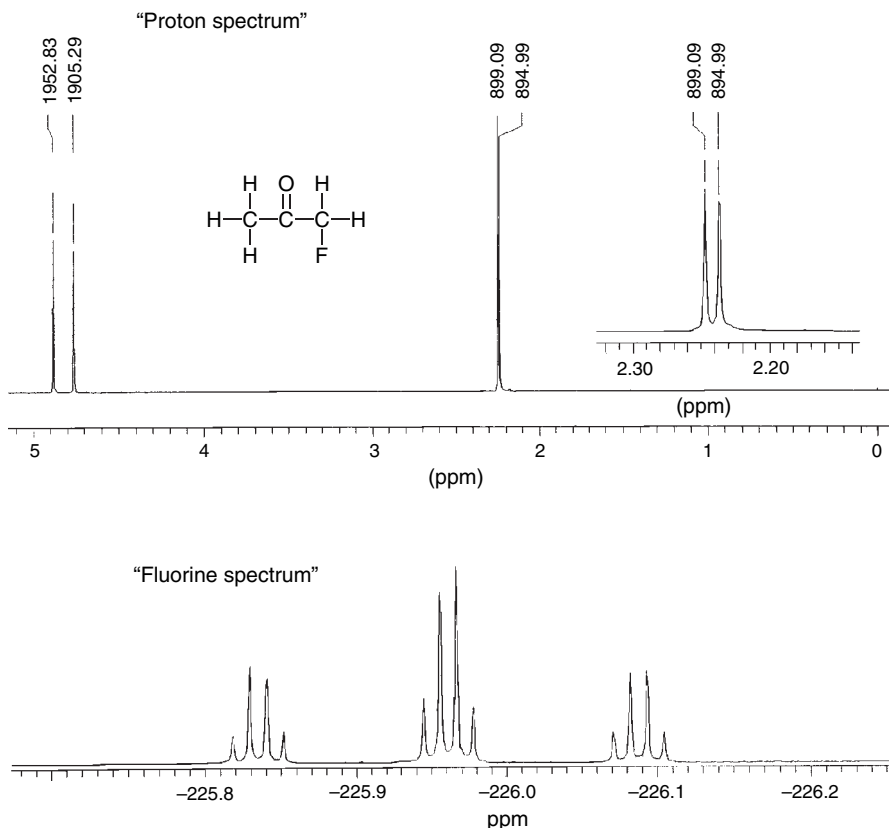 "Proton spectrum"
1952.83
1905.29
899.09
894.99
899.09
894.99
H O H
H–C–C–C–H
H F
2.30 2.20
(ppm)
5 4 3 2 1 0
(ppm)
"Fluorine spectrum"
–225.8 –225.9 –226.0 –226.1 –226.2
ppm